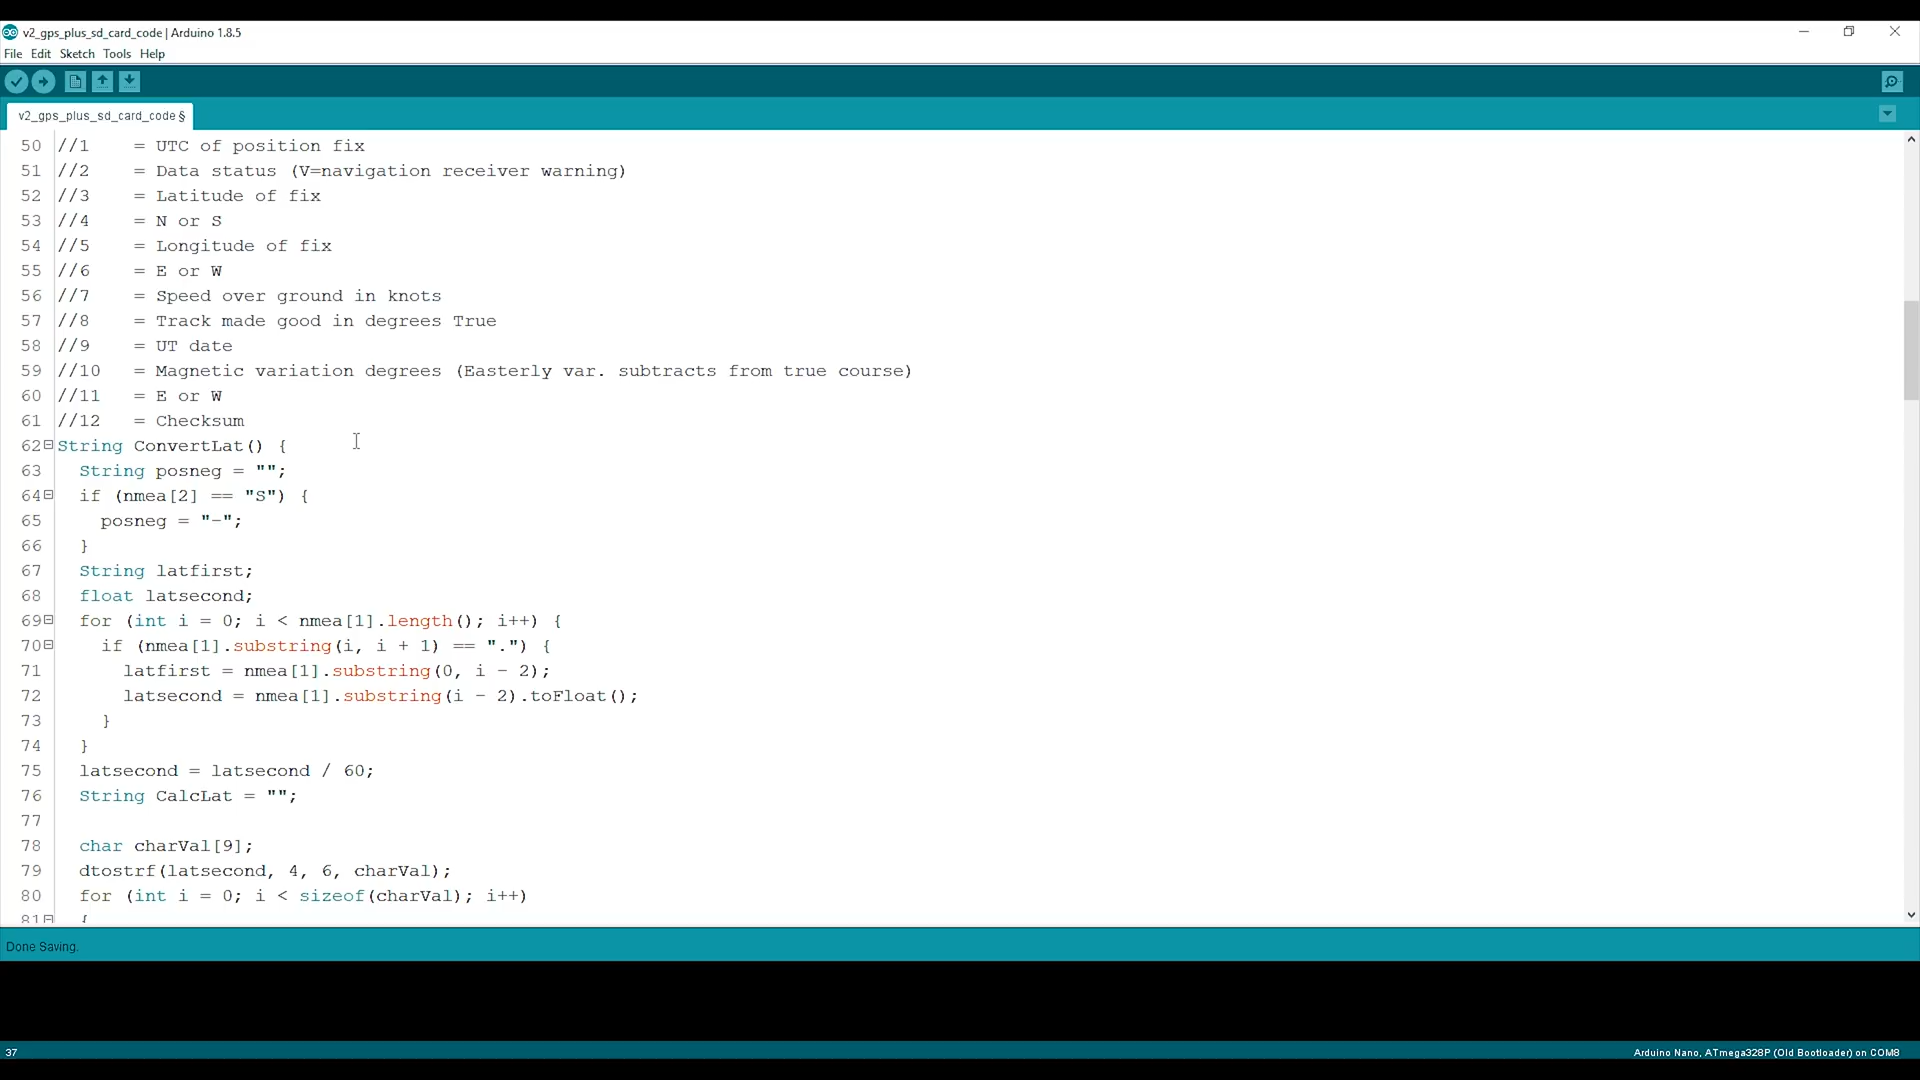 v2_gps_plus_sd_card_code | Arduino 1.8.5
File Edit Sketch Tools Help
v2_gps_plus_sd_card_code §
50 //1    = UTC of position fix
51 //2    = Data status (V=navigation receiver warning)
52 //3    = Latitude of fix
53 //4    = N or S
54 //5    = Longitude of fix
55 //6    = E or W
56 //7    = Speed over ground in knots
57 //8    = Track made good in degrees True
58 //9    = UT date
59 //10   = Magnetic variation degrees (Easterly var. subtracts from true course)
60 //11   = E or W
61 //12   = Checksum
62 String ConvertLat() {
63   String posneg = "";
64   if (nmea[2] == "S") {
65     posneg = "-";
66   }
67   String latfirst;
68   float latsecond;
69   for (int i = 0; i < nmea[1].length(); i++) {
70     if (nmea[1].substring(i, i + 1) == ".") {
71       latfirst = nmea[1].substring(0, i - 2);
72       latsecond = nmea[1].substring(i - 2).toFloat();
73     }
74   }
75   latsecond = latsecond / 60;
76   String CalcLat = "";
77
78   char charVal[9];
79   dtostrf(latsecond, 4, 6, charVal);
80   for (int i = 0; i < sizeof(charVal); i++)
81   {
Done Saving.
37
Arduino Nano, ATmega328P (Old Bootloader) on COM8